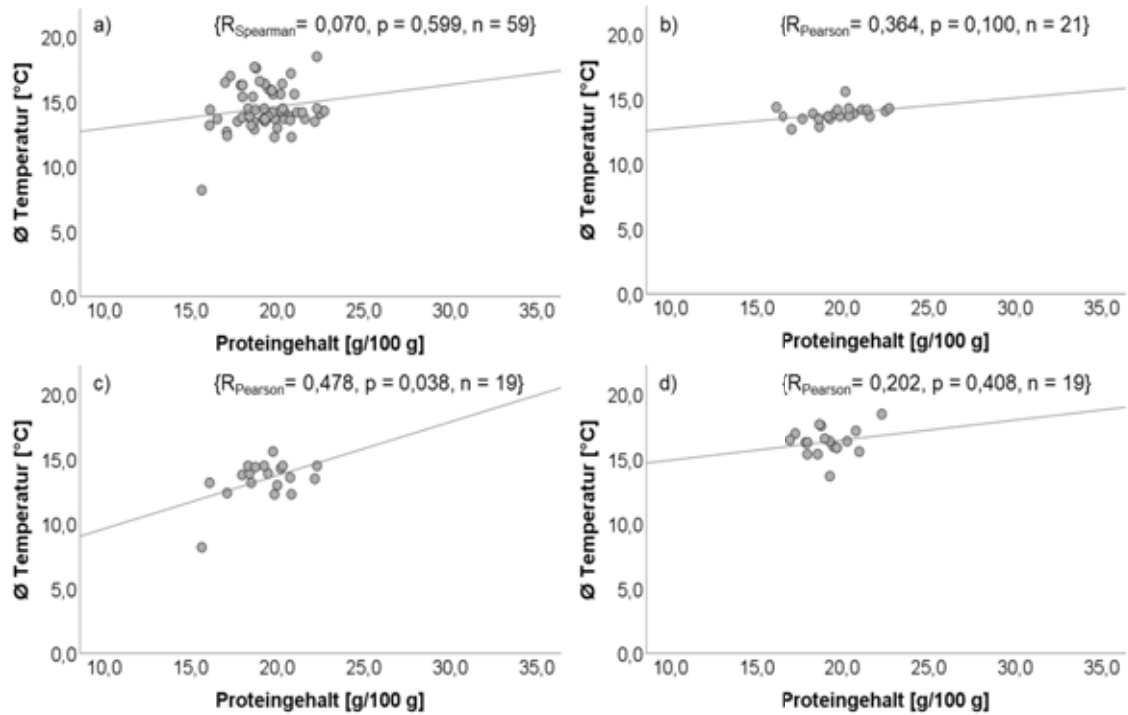 a) {R_Spearman= 0,070, p = 0,599, n = 59}
20,0
15,0
10,0
5,0
0,0
Ø Temperatur [°C]
10,0 15,0 20,0 25,0 30,0 35,0
Proteingehalt [g/100 g]
b) {R_Pearson= 0,364, p = 0,100, n = 21}
20,0
15,0
10,0
5,0
0,0
Ø Temperatur [°C]
10,0 15,0 20,0 25,0 30,0 35,0
Proteingehalt [g/100 g]
c) {R_Pearson= 0,478, p = 0,038, n = 19}
20,0
15,0
10,0
5,0
0,0
Ø Temperatur [°C]
10,0 15,0 20,0 25,0 30,0 35,0
Proteingehalt [g/100 g]
d) {R_Pearson= 0,202, p = 0,408, n = 19}
20,0
15,0
10,0
5,0
0,0
Ø Temperatur [°C]
10,0 15,0 20,0 25,0 30,0 35,0
Proteingehalt [g/100 g]